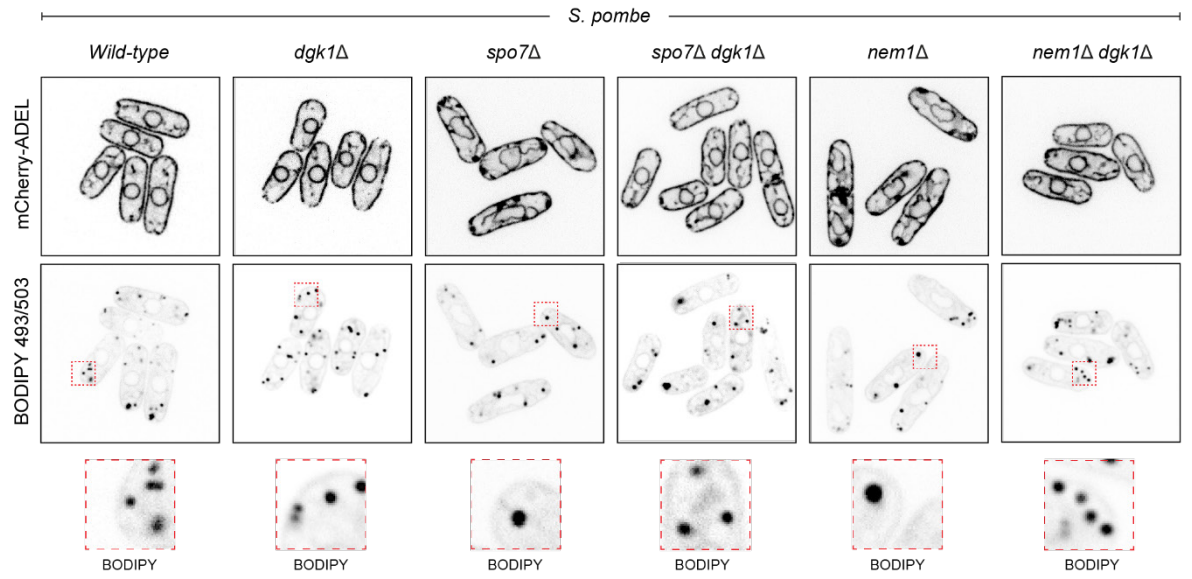 S. pombe
Wild-type dgk1Δ spo7Δ spo7Δ dgk1Δ nem1Δ nem1Δ dgk1Δ
mCherry-ADEL
BODIPY 493/503
BODIPY BODIPY BODIPY BODIPY BODIPY BODIPY